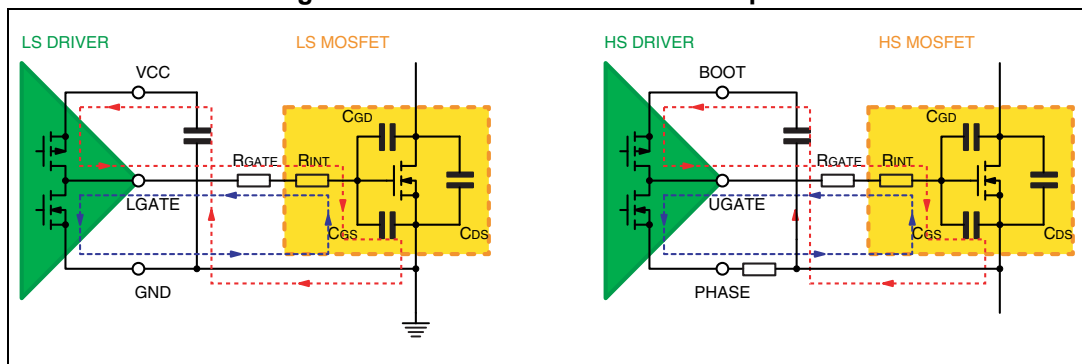 LS DRIVER
LS MOSFET
VCC
CGD
RGATE
RINT
LGATE
CGS
CDS
GND
HS DRIVER
HS MOSFET
BOOT
CGD
RGATE
RINT
UGATE
CGS
CDS
PHASE